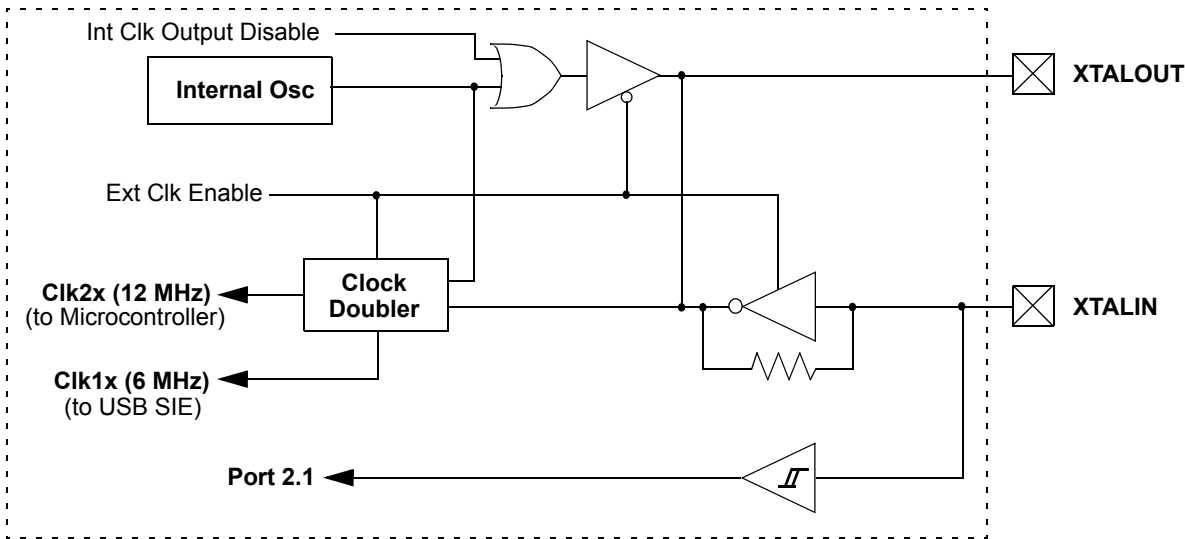 Int Clk Output Disable
Internal Osc
XTALOUT
Ext Clk Enable
Clock
Doubler
Clk2x (12 MHz)
(to Microcontroller)
XTALIN
Clk1x (6 MHz)
(to USB SIE)
Port 2.1